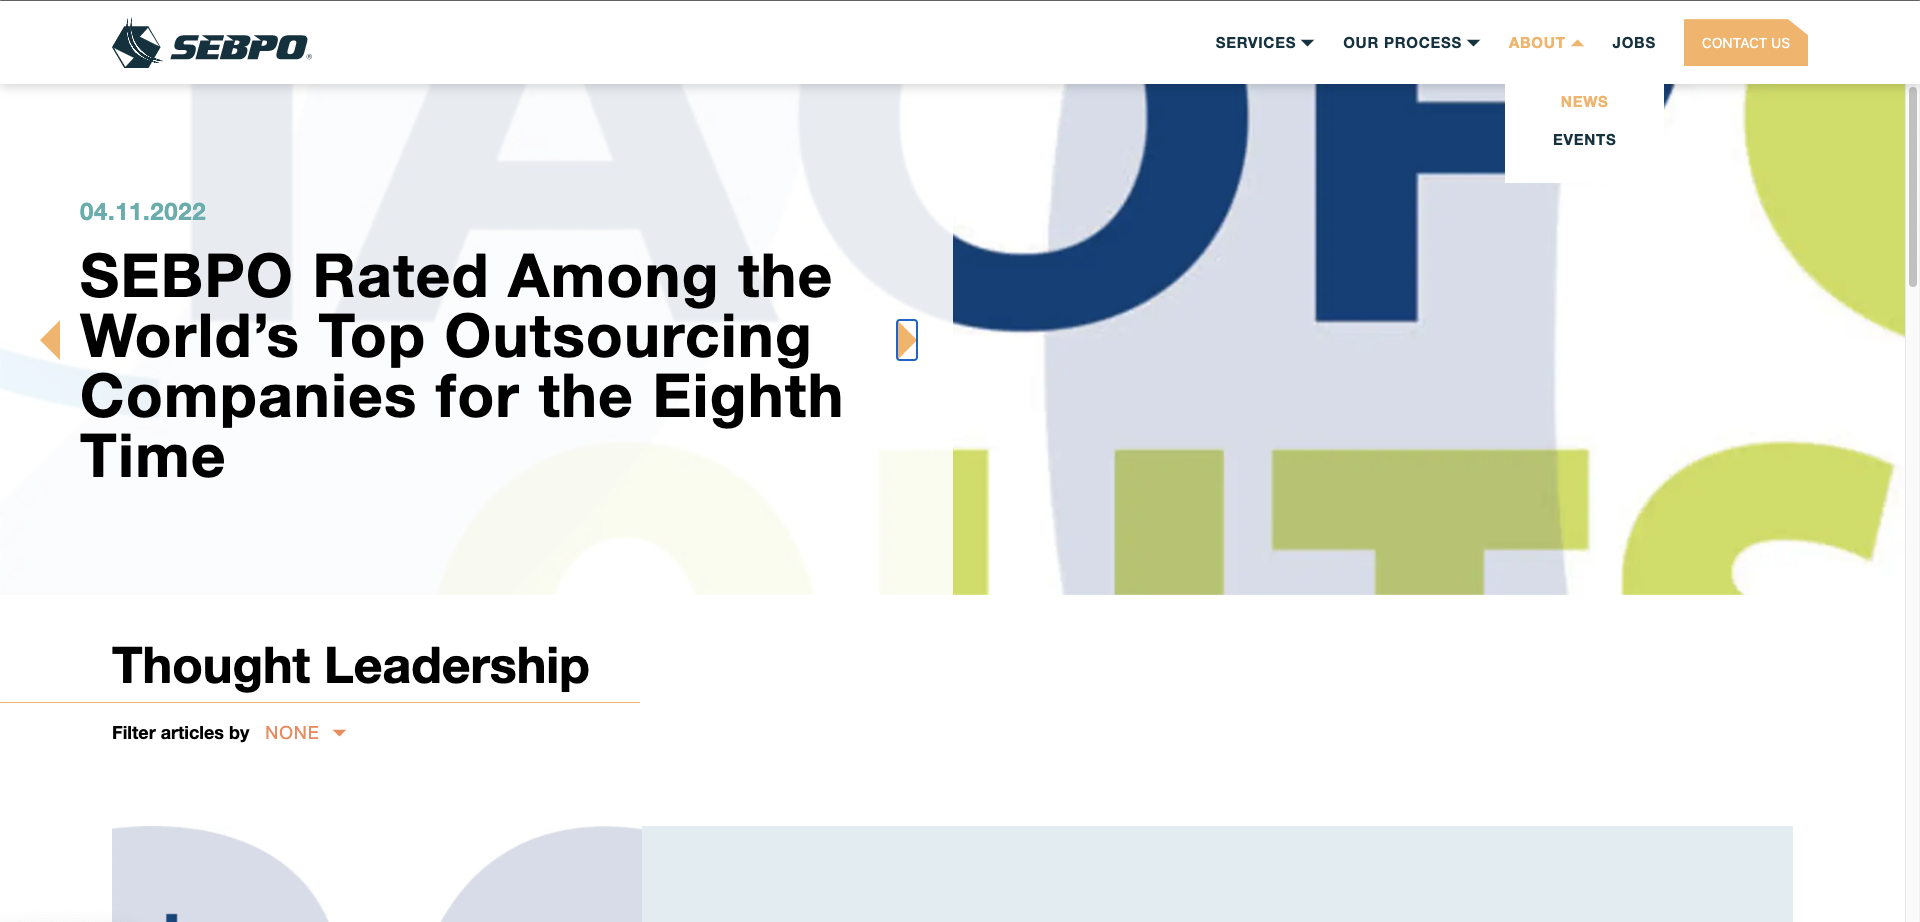 SEBPO®
SERVICES
OUR PROCESS
ABOUT
JOBS
CONTACT US
NEWS
EVENTS
04.11.2022
SEBPO Rated Among the
World’s Top Outsourcing
Companies for the Eighth
Time
Thought Leadership
Filter articles by NONE